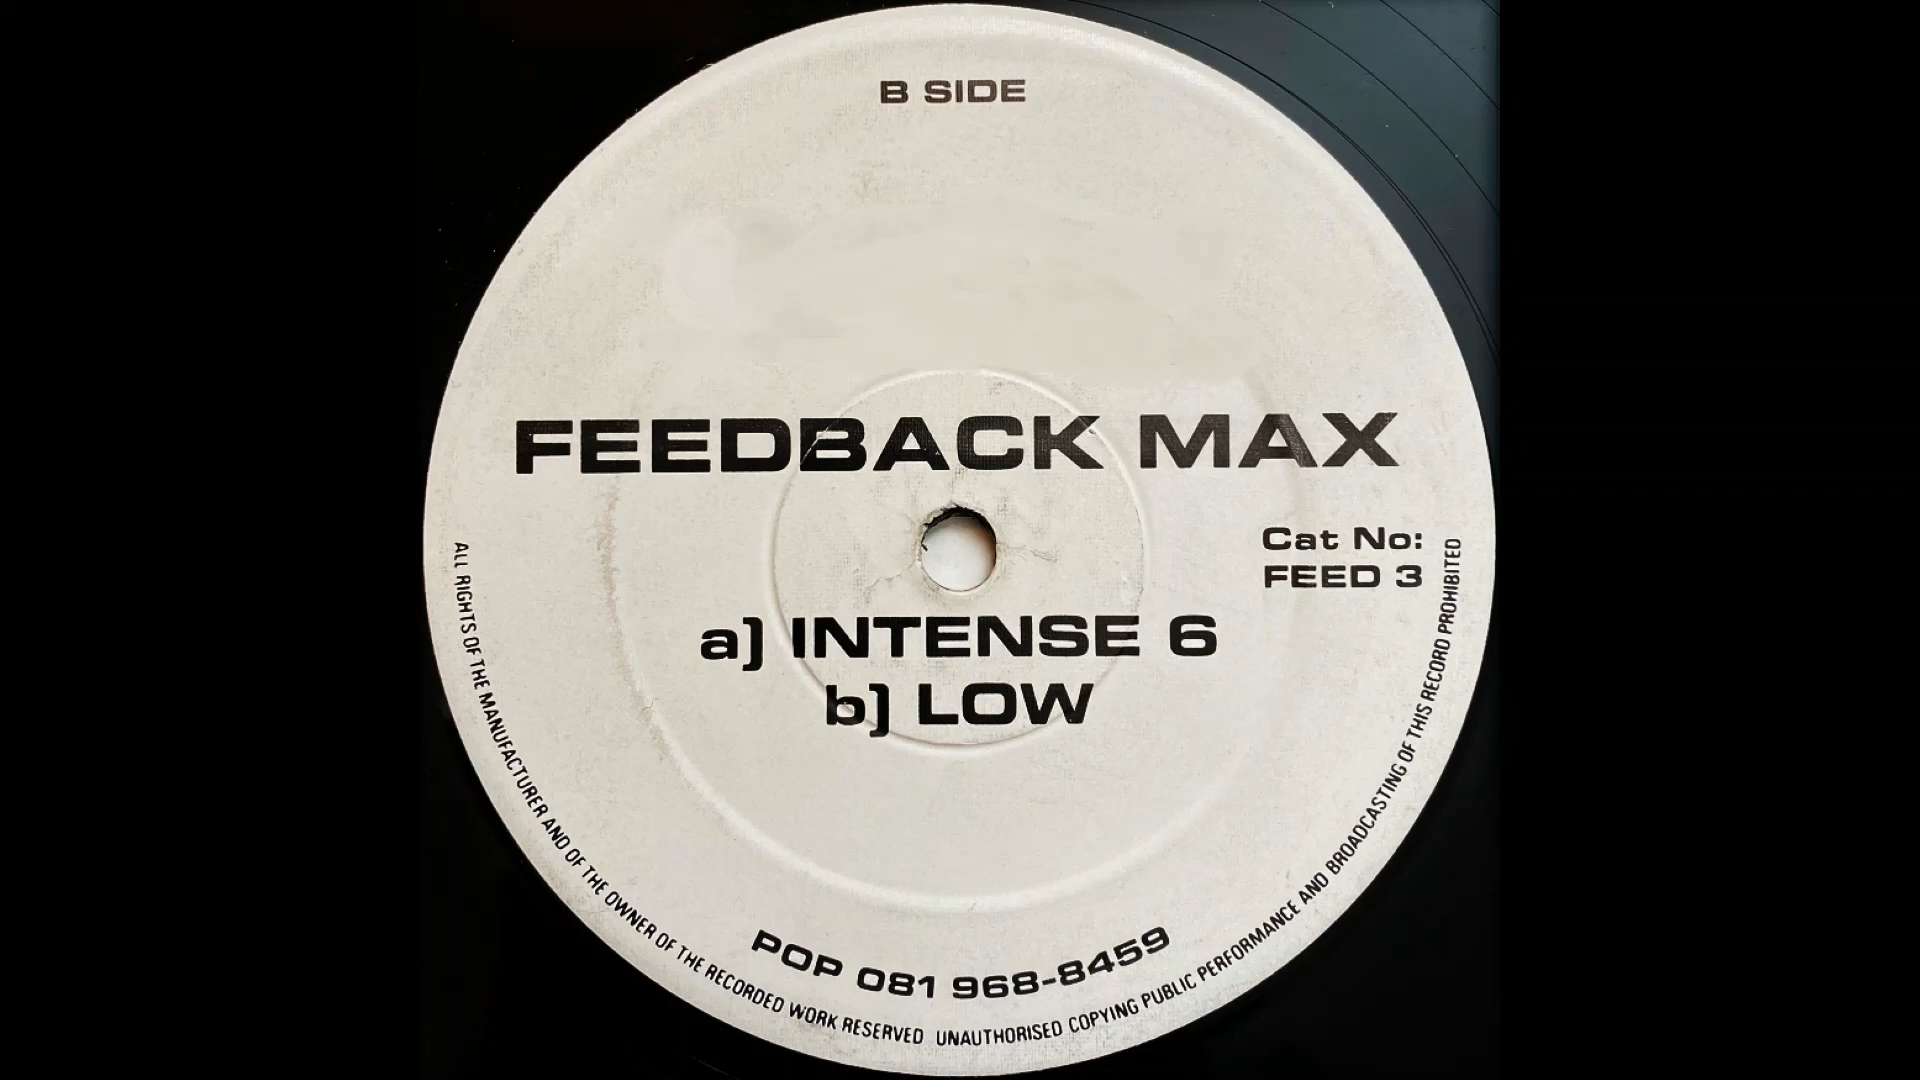 B SIDE
FEEDBACK MAX
Cat No:
FEED 3
a) INTENSE 6
b) LOW
POP 081 968-8459
ALL RIGHTS OF THE MANUFACTURER AND OF THE OWNER OF THE RECORDED WORK RESERVED UNAUTHORISED COPYING PUBLIC PERFORMANCE AND BROADCASTING OF THIS RECORD PROHIBITED